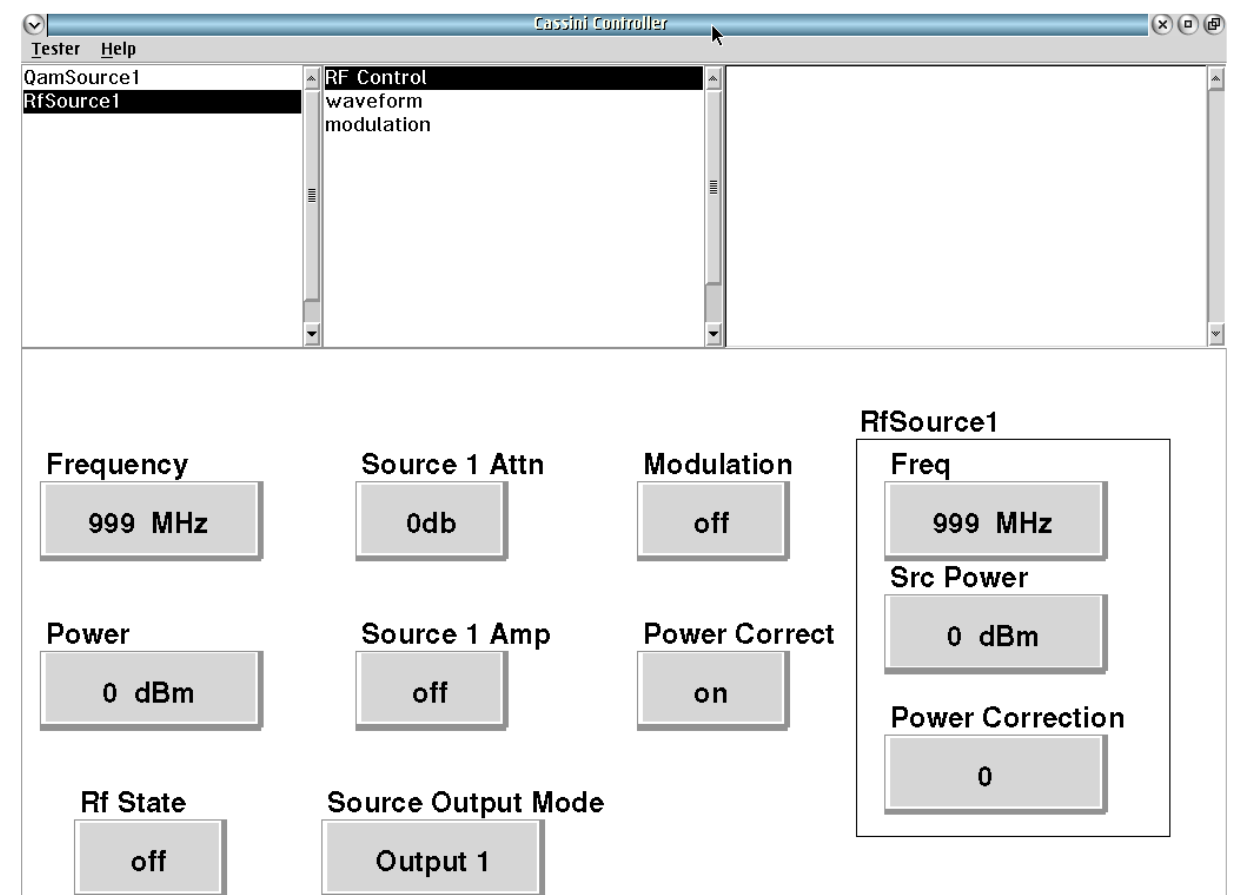 Cassini Controller
Tester Help
QamSource1
RfSource1
RF Control
waveform
modulation
Frequency
999 MHz
Source 1 Attn
0db
Modulation
off
Power
0 dBm
Source 1 Amp
off
Power Correct
on
Rf State
off
Source Output Mode
Output 1
RfSource1
Freq
999 MHz
Src Power
0 dBm
Power Correction
0